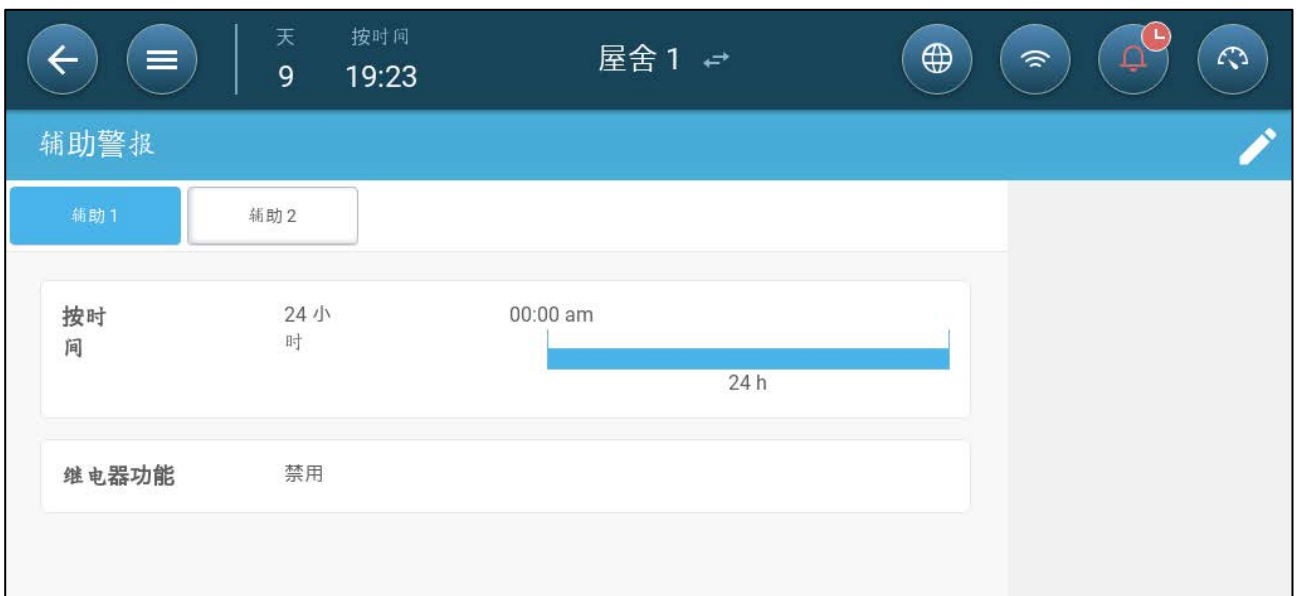 天 按时间
9 19:23
屋舍 1
辅助警报
辅助 1 辅助 2
按时
间
24 小
时
00:00 am
24 h
继电器功能 禁用